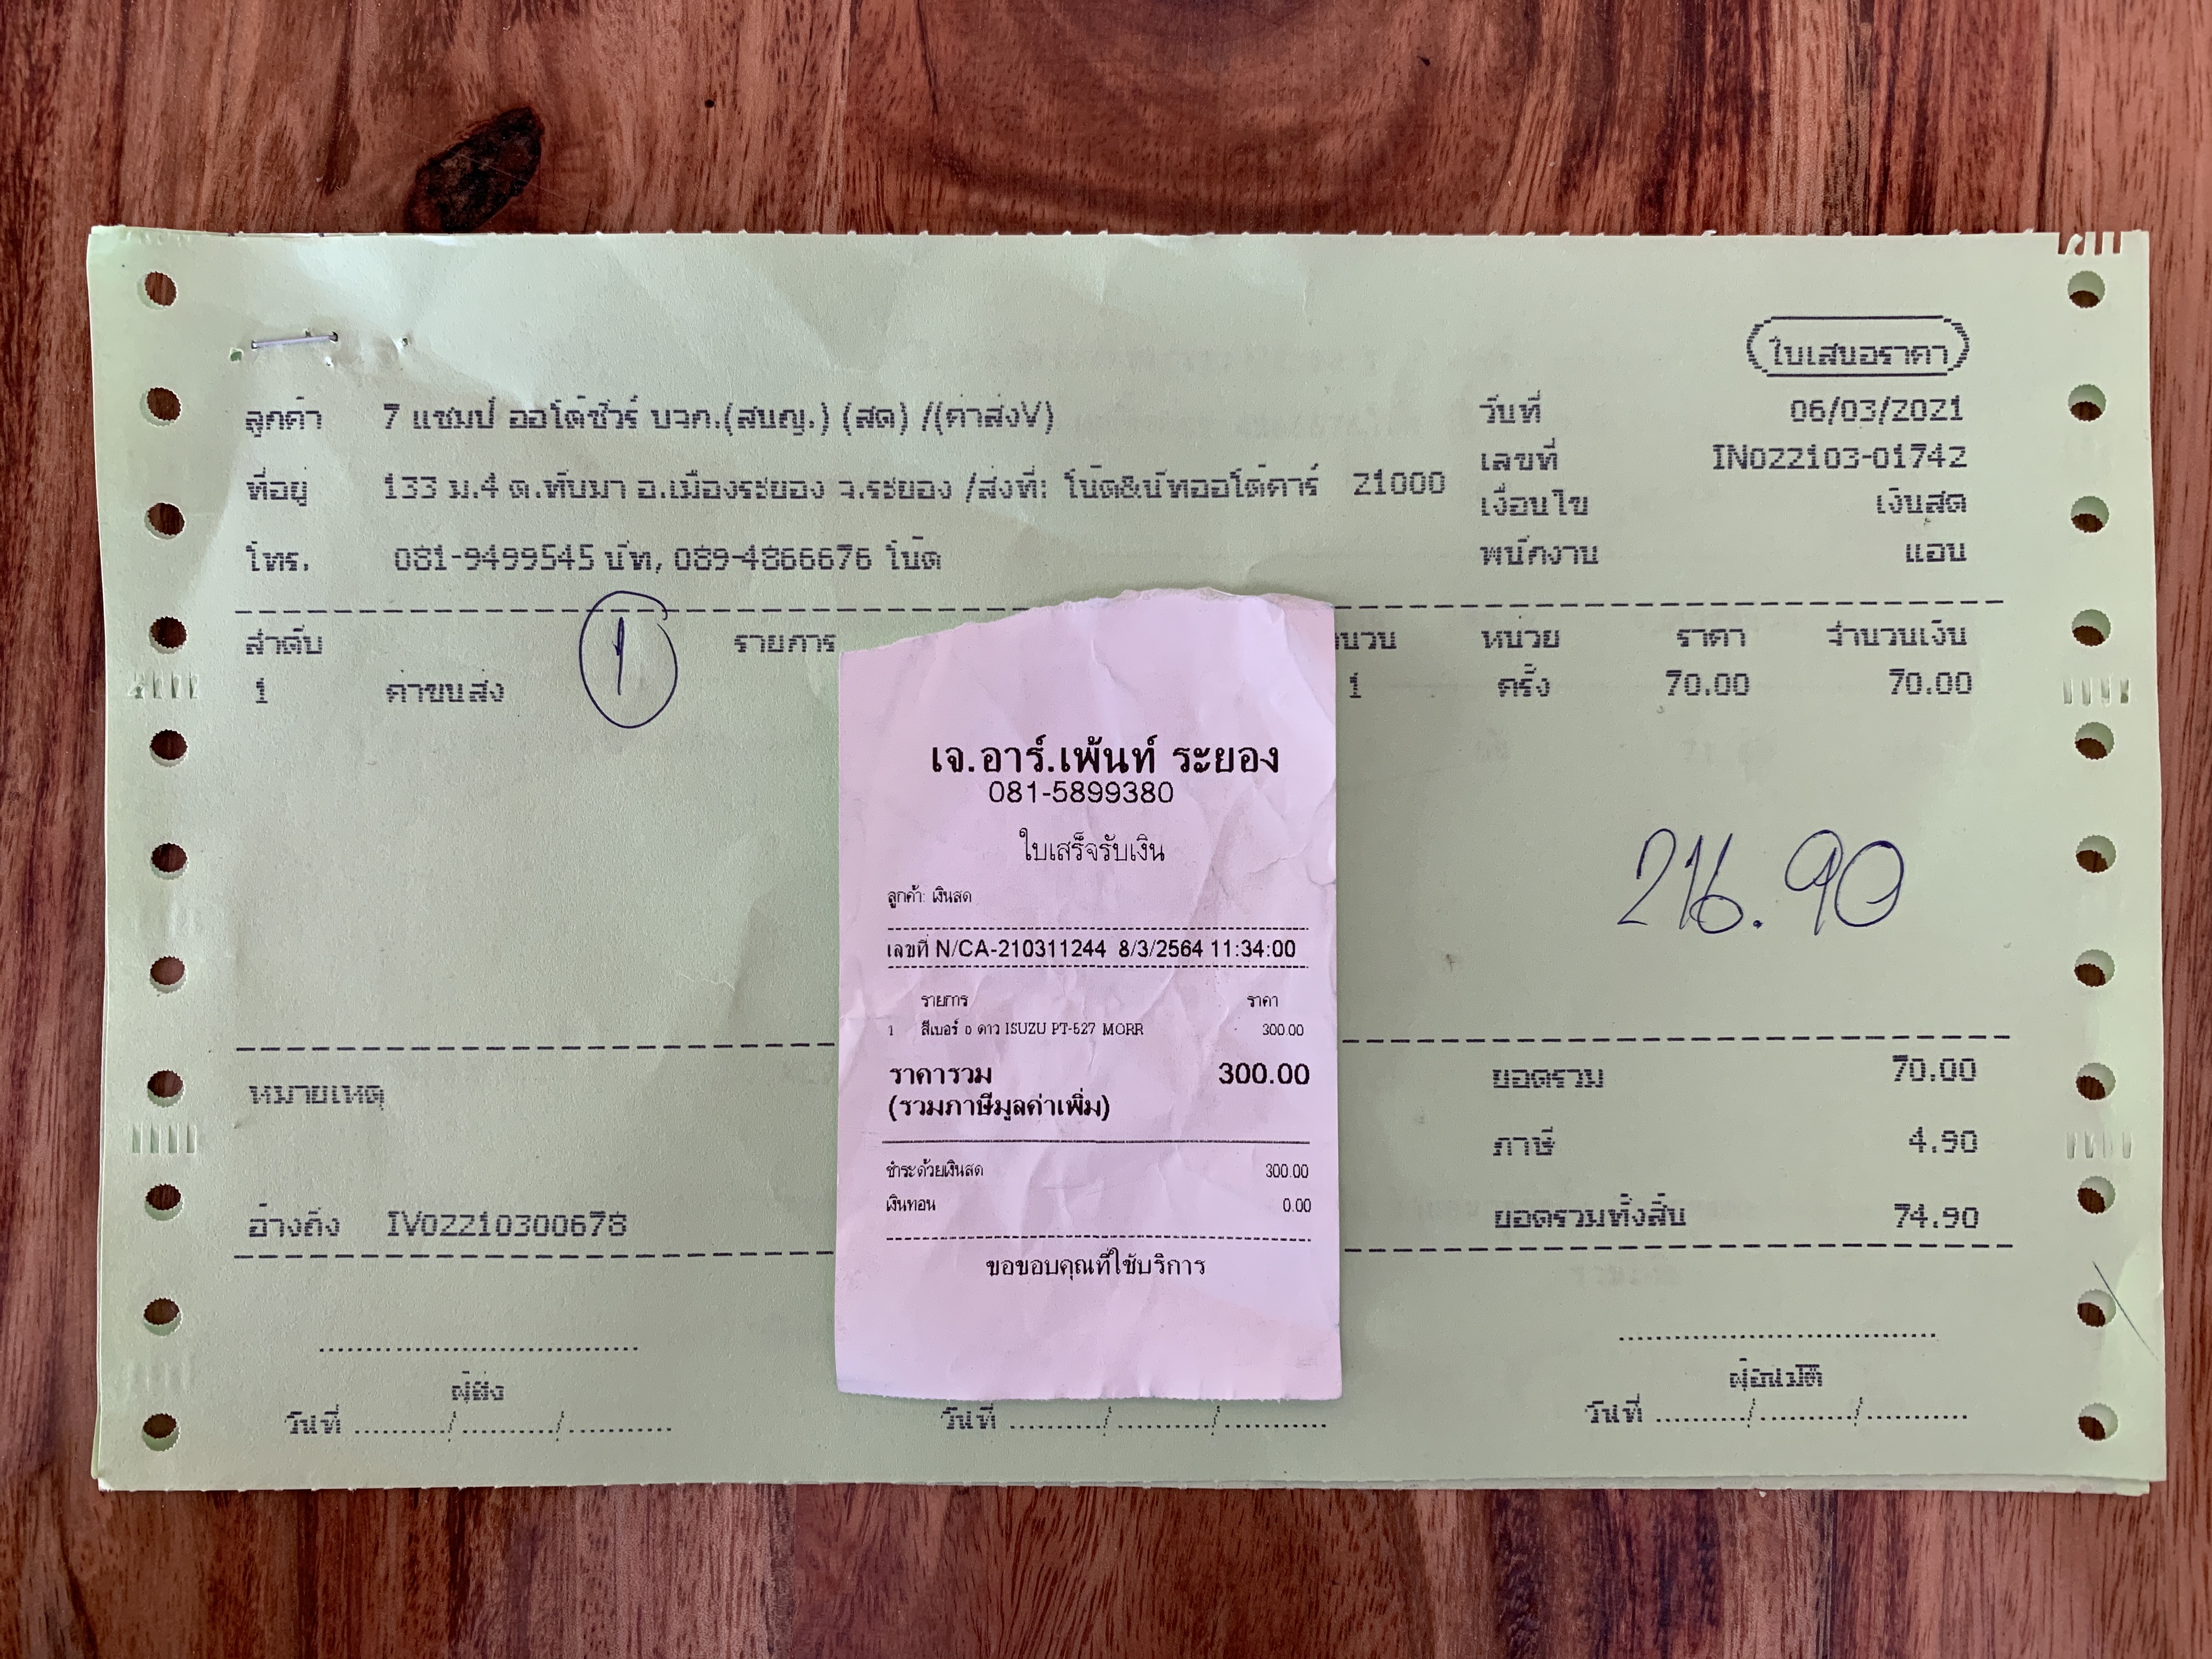 ใบเสนอราคา
ลูกค้า 7 แชมป์ ออโต้ชัวร์ บจก.(สนญ.) (สด) /(ค่าส่งV)
วันที่ 06/03/2021
ที่อยู่ 133 ม.4 ต.ทับมา อ.เมืองระยอง จ.ระยอง /ส่งที่: โน๊ต&นัทออโต้คาร์ 21000
เลขที่ IN022103-01742
เงื่อนไข เงินสด
โทร. 081-9499545 นัท, 089-4866676 โน๊ต
พนักงาน แอน
ลำดับ รายการ นวน หน่วย ราคา จำนวนเงิน
1 ค่าขนส่ง 1 ครั้ง 70.00 70.00
1
216.90
เจ.อาร์.เพ้นท์ ระยอง
081-5899380
ใบเสร็จรับเงิน
ลูกค้า: เงินสด
เลขที่ N/CA-210311244 8/3/2564 11:34:00
รายการ ราคา
1 สีเบอร์ 5 ดาว ISUZU PT-527 MORR 300.00
ราคารวม 300.00
(รวมภาษีมูลค่าเพิ่ม)
ชำระด้วยเงินสด 300.00
เงินทอน 0.00
ขอขอบคุณที่ใช้บริการ
หมายเหตุ
ยอดรวม 70.00
ภาษี 4.90
อ้างถึง IV02210300678
ยอดรวมทั้งสิ้น 74.90
ผู้ส่ง
ผู้อนุมัติ
วันที่ ........../........../...........
วันที่ ........../........../...........
วันที่ ........../........../...........